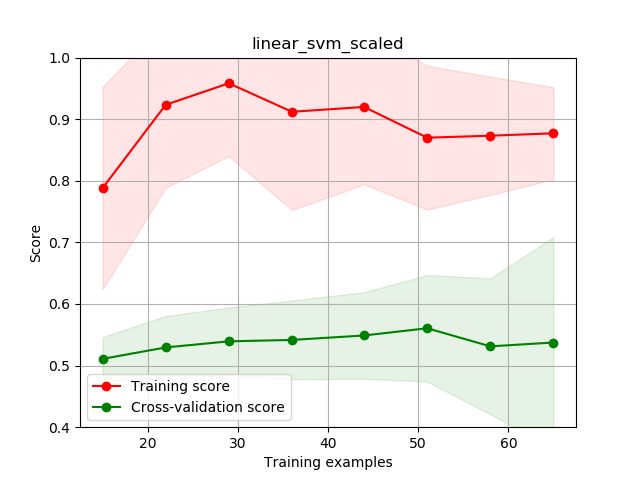 linear_svm_scaled
1.0
0.9
0.8
0.7
0.6
0.5
0.4
Score
Training score
Cross-validation score
20 30 40 50 60
Training examples